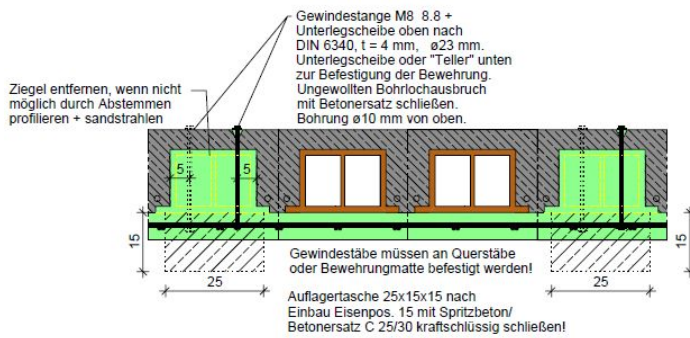 Gewindestange M8 8.8 +
Unterlegscheibe oben nach
DIN 6340, t = 4 mm, ø23 mm.
Unterlegscheibe oder "Teller" unten
zur Befestigung der Bewehrung.
Ungewollten Bohrlochausbruch
mit Betonersatz schließen.
Bohrung ø10 mm von oben.
Ziegel entfernen, wenn nicht
möglich durch Abstemmen
profilieren + sandstrahlen
5
5
5
15
25
Gewindestäbe müssen an Querstäbe
oder Bewehrungmatte befestigt werden!
Auflagertasche 25x15x15 nach
Einbau Eisenpos. 15 mit Spritzbeton/
Betonersatz C 25/30 kraftschlüssig schließen!
25
15